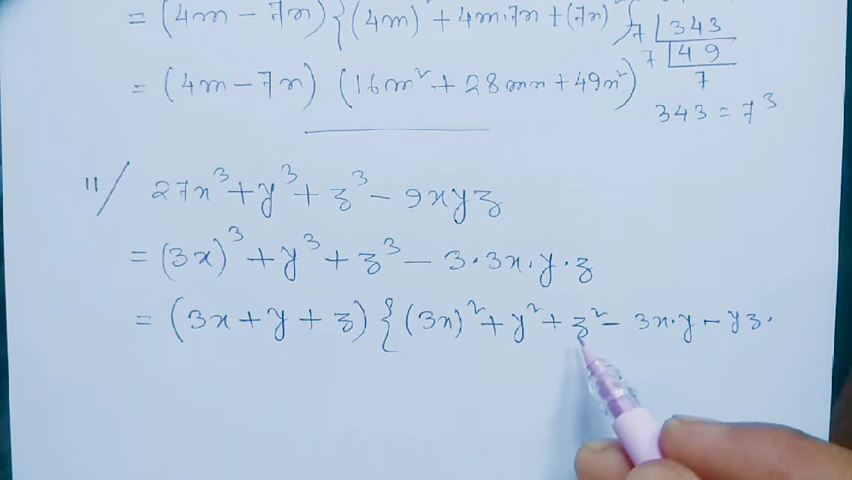 = (4m - 7n) {(4m)² + 4m.7n + (7n)²}
7 | 343
7 | 49
7
= (4m - 7n) (16m² + 28mn + 49n²)
343 = 7³
11/ 27x³ + y³ + z³ - 9xyz
= (3x)³ + y³ + z³ - 3·3x·y·z
= (3x + y + z) {(3x)² + y² + z² - 3x·y - yz·